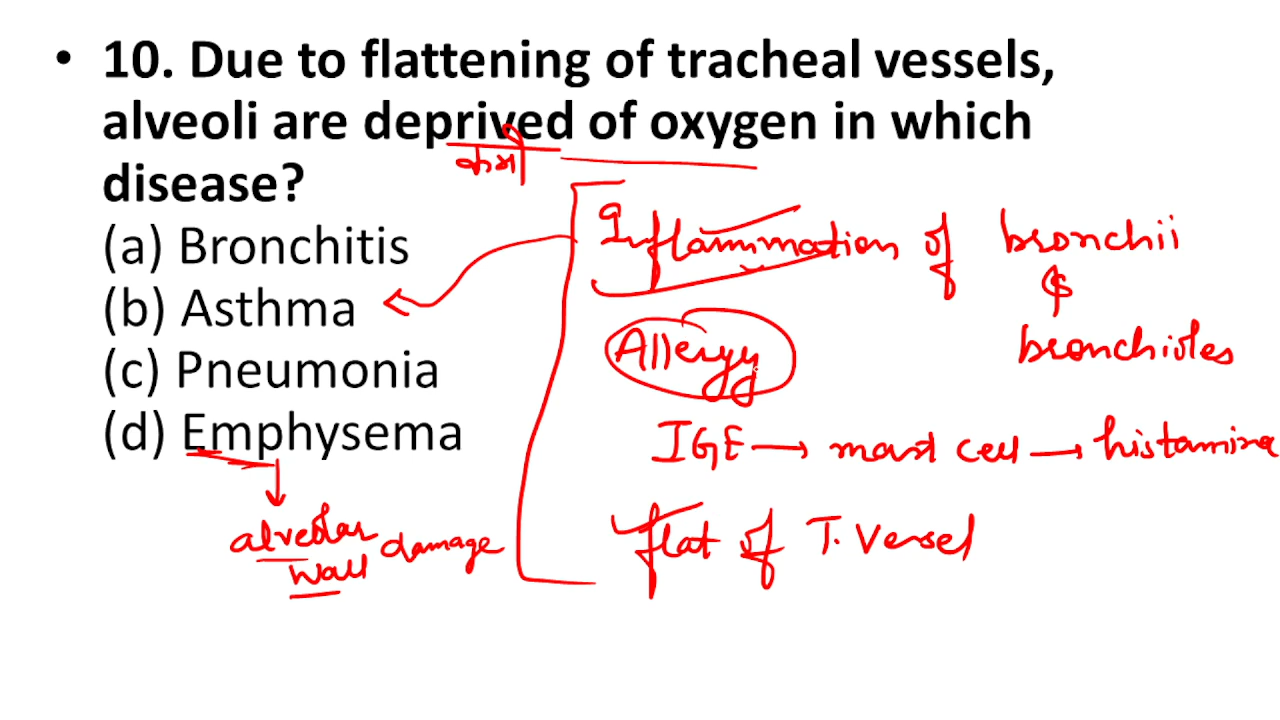 • 10. Due to flattening of tracheal vessels,
alveoli are deprived of oxygen in which
disease?
(a) Bronchitis
(b) Asthma
(c) Pneumonia
(d) Emphysema
कमी
Inflammation of bronchii
&
bronchioles
Allergy
IGE → mast cell → histamine
flat of T. Vessel
alveolar
wall damage